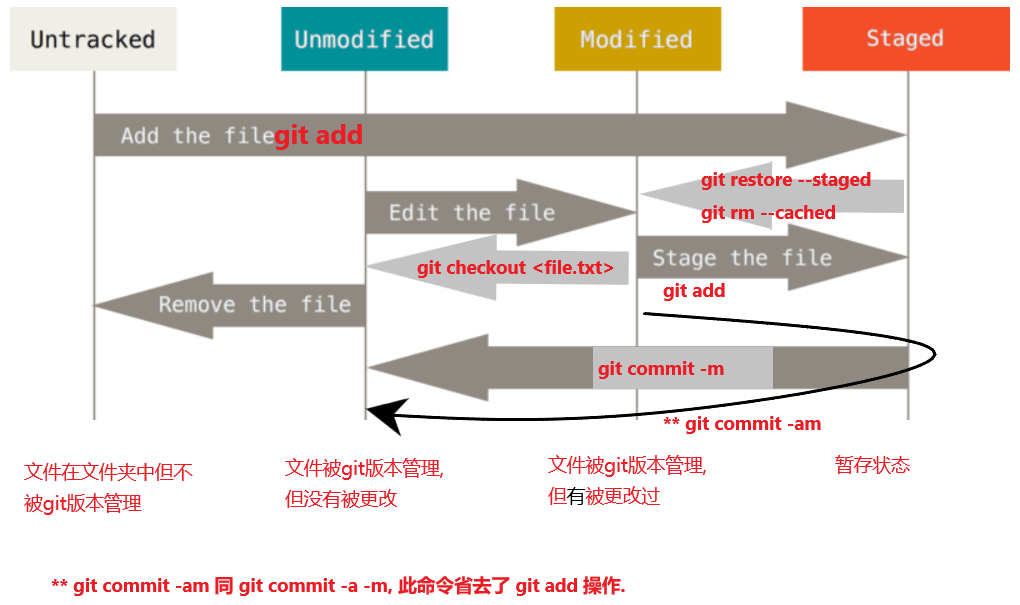 Untracked
Unmodified
Modified
Staged
Add the file git add
git restore --staged
git rm --cached
Edit the file
Stage the file
git checkout <file.txt>
git add
Remove the file
git commit -m
** git commit -am
文件在文件夹中但不
被git版本管理
文件被git版本管理,
但没有被更改
文件被git版本管理,
但有被更改过
暂存状态
** git commit -am 同 git commit -a -m, 此命令省去了 git add 操作.